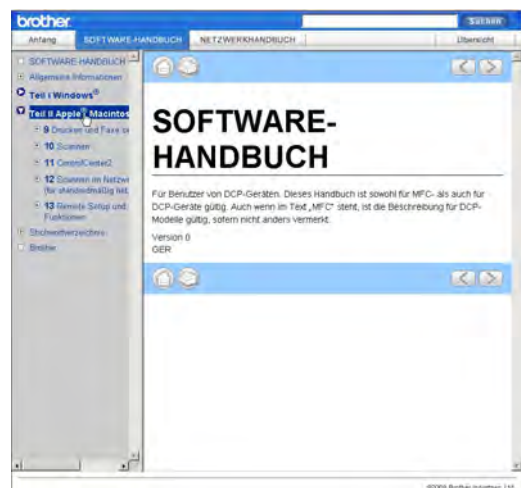 brother
Suchen
Anfang
SOFTWARE-HANDBUCH
NETZWERKHANDBUCH
Übersicht
SOFTWARE-HANDBUCH
Allgemeine Informationen
Teil I Windows®
Teil II Apple® Macintos
9 Drucken und Faxe se
10 Scannen
11 ControlCenter2
12 Scannen im Netzwe
13 Remote Setup und
Funktionen
Stichwortverzeichnis
Brother
SOFTWARE-
HANDBUCH
Für Benutzer von DCP-Geräten. Dieses Handbuch ist sowohl für MFC- als auch für
DCP-Geräte gültig. Auch wenn im Text „MFC“ steht, ist die Beschreibung für DCP-
Modelle gültig, sofern nicht anders vermerkt.
Version 0
GER